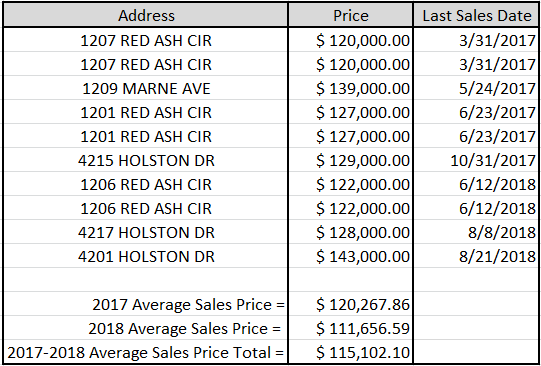 Address Price Last Sales Date
1207 RED ASH CIR $ 120,000.00 3/31/2017
1207 RED ASH CIR $ 120,000.00 3/31/2017
1209 MARNE AVE $ 139,000.00 5/24/2017
1201 RED ASH CIR $ 127,000.00 6/23/2017
1201 RED ASH CIR $ 127,000.00 6/23/2017
4215 HOLSTON DR $ 129,000.00 10/31/2017
1206 RED ASH CIR $ 122,000.00 6/12/2018
1206 RED ASH CIR $ 122,000.00 6/12/2018
4217 HOLSTON DR $ 128,000.00 8/8/2018
4201 HOLSTON DR $ 143,000.00 8/21/2018
2017 Average Sales Price = $ 120,267.86
2018 Average Sales Price = $ 111,656.59
2017-2018 Average Sales Price Total = $ 115,102.10